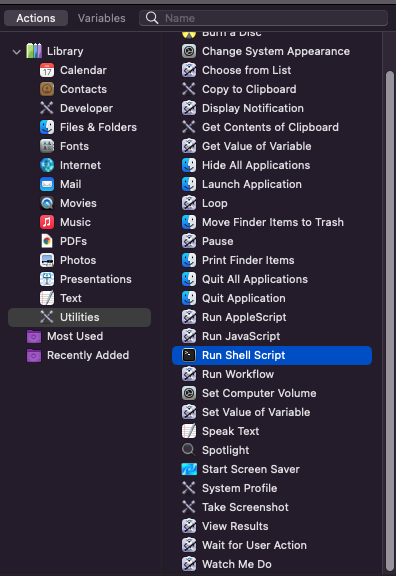 Actions Variables Name
Library
Calendar
Contacts
Developer
Files & Folders
Fonts
Internet
Mail
Movies
Music
PDFs
Photos
Presentations
Text
Utilities
Most Used
Recently Added
Burn a Disc
Change System Appearance
Choose from List
Copy to Clipboard
Display Notification
Get Contents of Clipboard
Get Value of Variable
Hide All Applications
Launch Application
Loop
Move Finder Items to Trash
Pause
Print Finder Items
Quit All Applications
Quit Application
Run AppleScript
Run JavaScript
Run Shell Script
Run Workflow
Set Computer Volume
Set Value of Variable
Speak Text
Spotlight
Start Screen Saver
System Profile
Take Screenshot
View Results
Wait for User Action
Watch Me Do